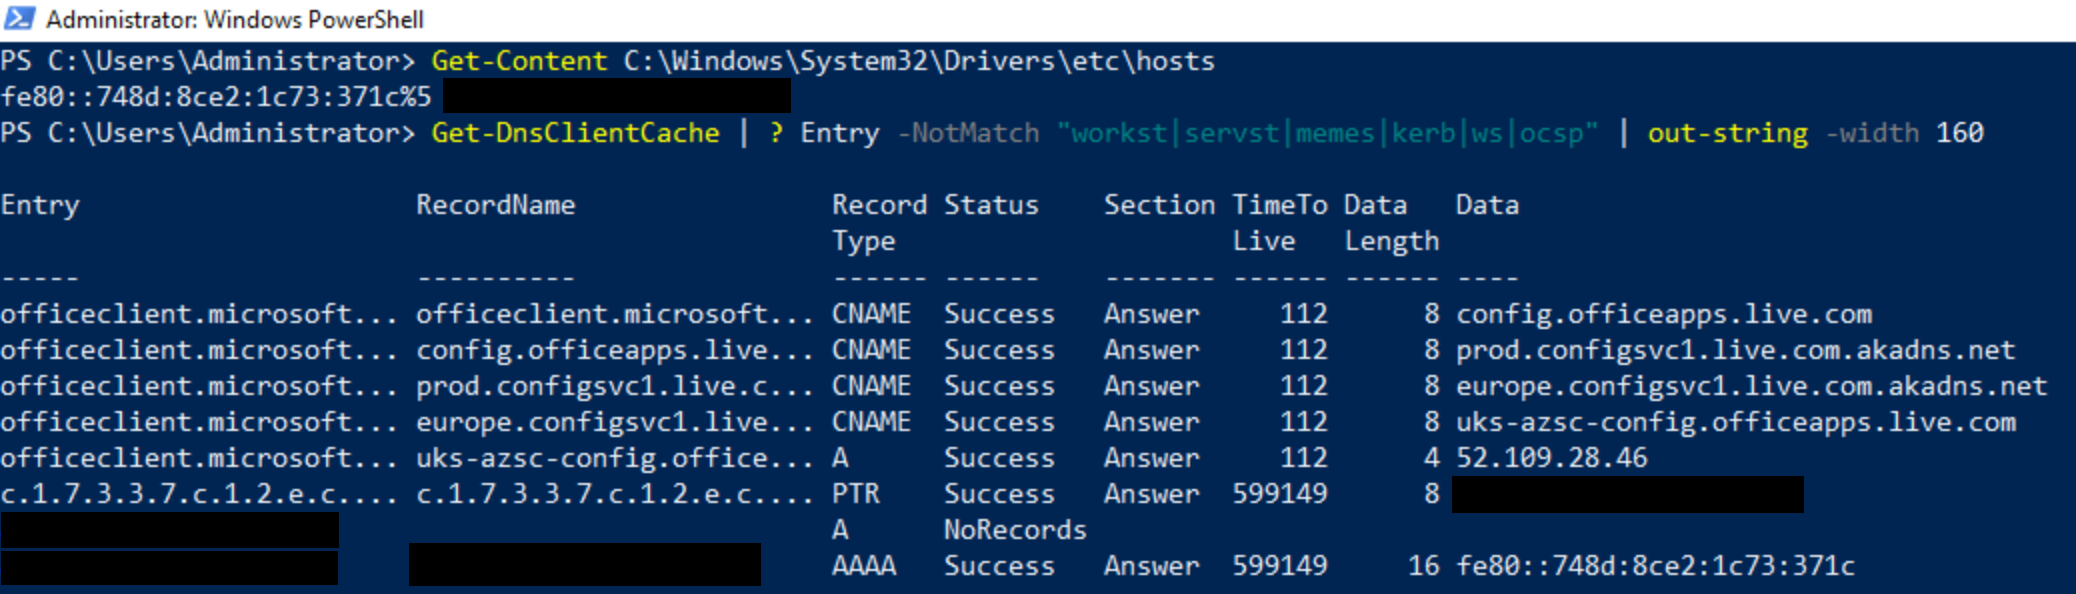 Administrator: Windows PowerShell
PS C:\Users\Administrator> Get-Content C:\Windows\System32\Drivers\etc\hosts
fe80::748d:8ce2:1c73:371c%5
PS C:\Users\Administrator> Get-DnsClientCache | ? Entry -NotMatch "workst|servst|memes|kerb|ws|ocsp" | out-string -width 160
Entry RecordName Record Status Section TimeTo Data Data
Type Live Length
----- ---------- ------ ------ ------- ------ ------ ----
officeclient.microsoft... officeclient.microsoft... CNAME Success Answer 112 8 config.officeapps.live.com
officeclient.microsoft... config.officeapps.live... CNAME Success Answer 112 8 prod.configsvc1.live.com.akadns.net
officeclient.microsoft... prod.configsvc1.live.c... CNAME Success Answer 112 8 europe.configsvc1.live.com.akadns.net
officeclient.microsoft... europe.configsvc1.live... CNAME Success Answer 112 8 uks-azsc-config.officeapps.live.com
officeclient.microsoft... uks-azsc-config.office... A Success Answer 112 4 52.109.28.46
c.1.7.3.3.7.c.1.2.e.c.... c.1.7.3.3.7.c.1.2.e.c.... PTR Success Answer 599149 8
A NoRecords
AAAA Success Answer 599149 16 fe80::748d:8ce2:1c73:371c